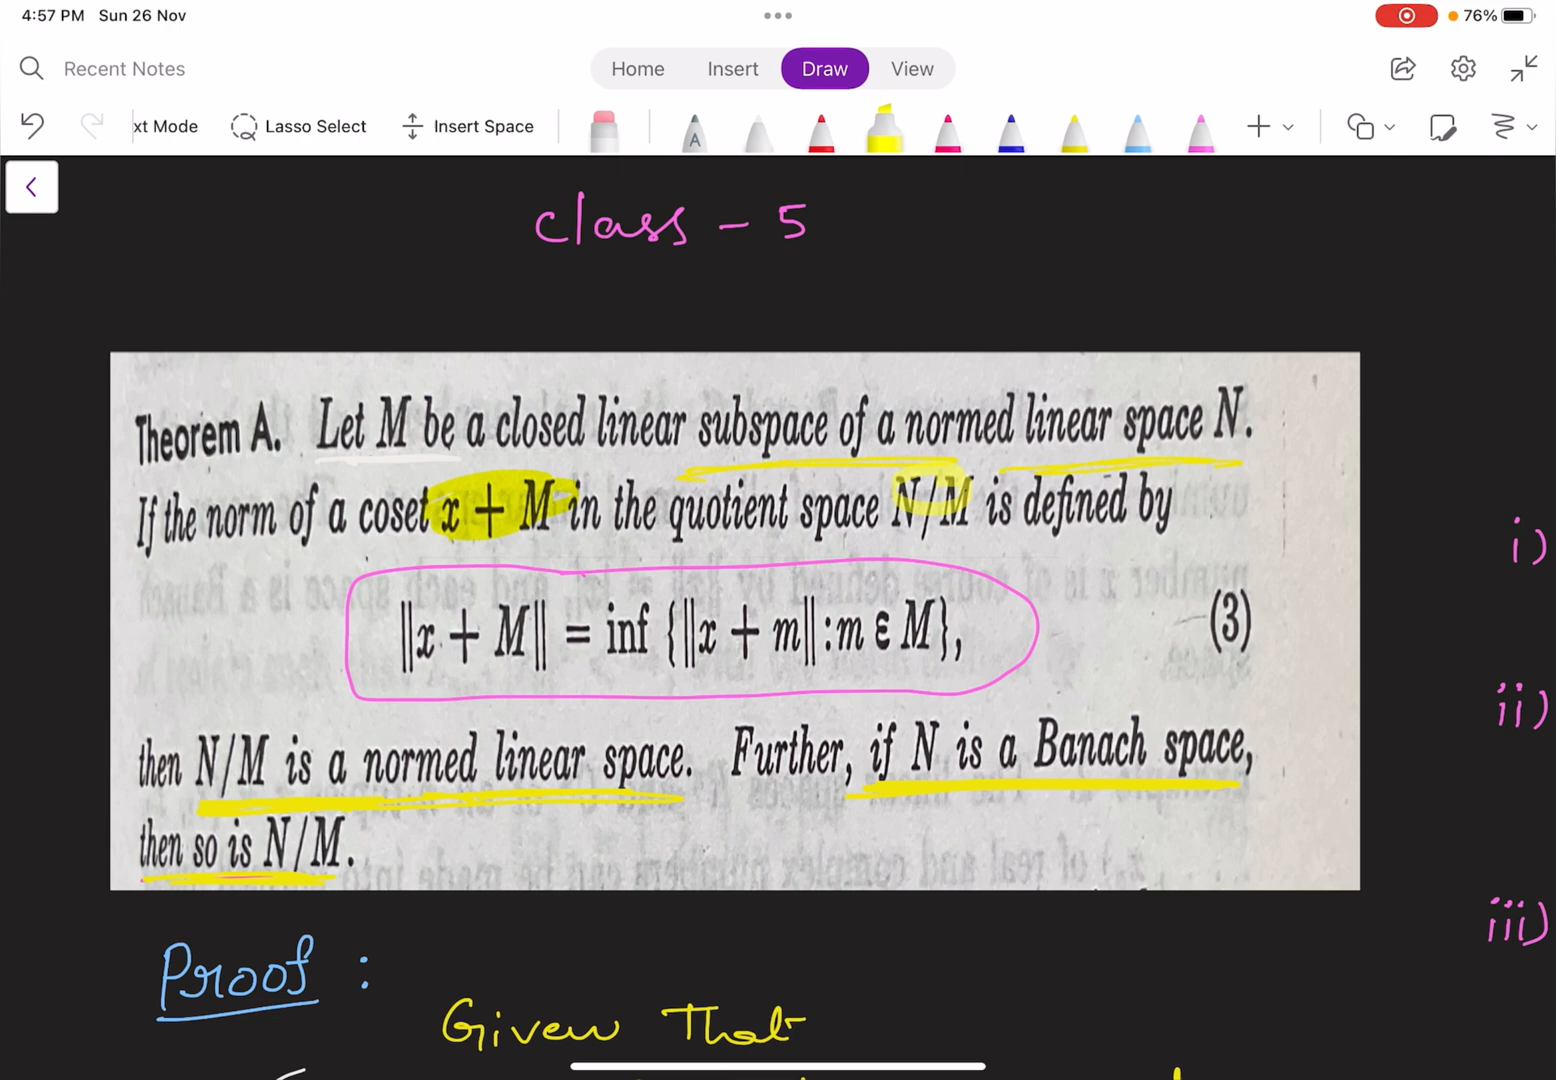 4:57 PM Sun 26 Nov
76%
Recent Notes
Home Insert Draw View
xt Mode Lasso Select Insert Space
A
class - 5
Theorem A. Let M be a closed linear subspace of a normed linear space N.
If the norm of a coset x + M in the quotient space N/M is defined by
‖x + M‖ = inf {‖x + m‖ : m ε M}, (3)
then N/M is a normed linear space. Further, if N is a Banach space,
then so is N/M.
i)
ii)
iii)
Proof :
Given That